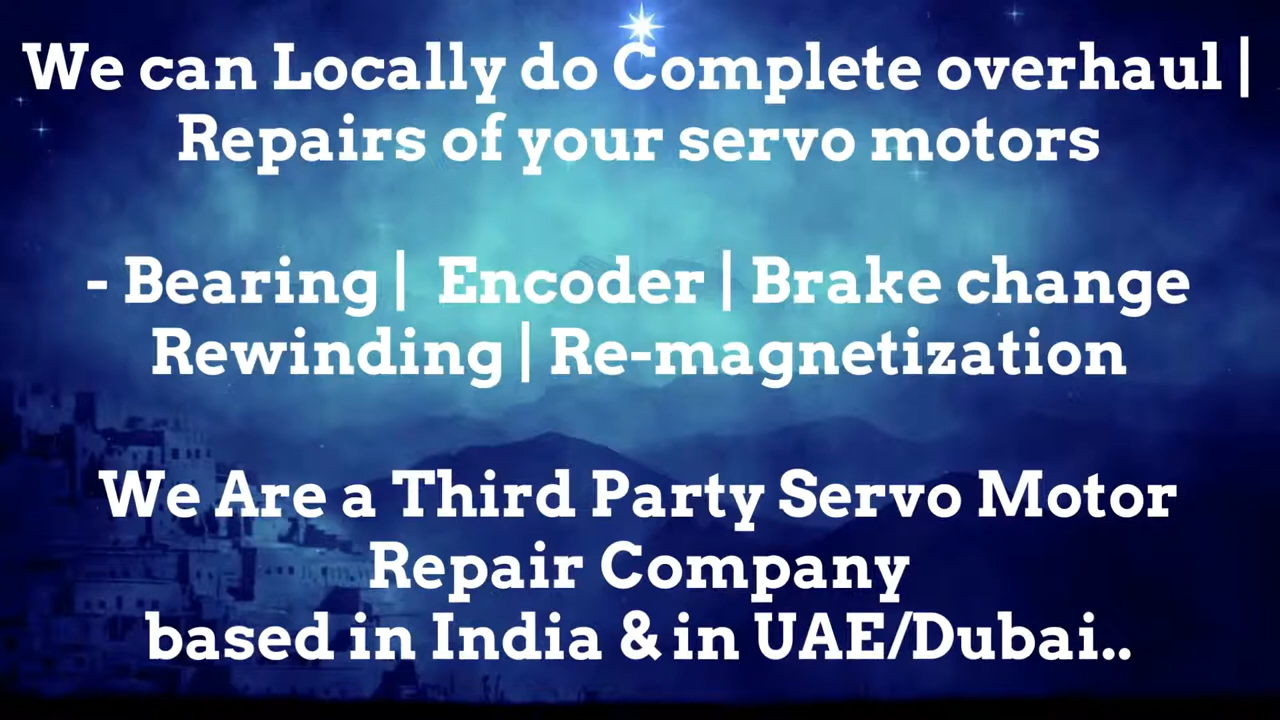 We can Locally do Complete overhaul |
Repairs of your servo motors
- Bearing | Encoder | Brake change
Rewinding | Re-magnetization
We Are a Third Party Servo Motor
Repair Company
based in India & in UAE/Dubai..